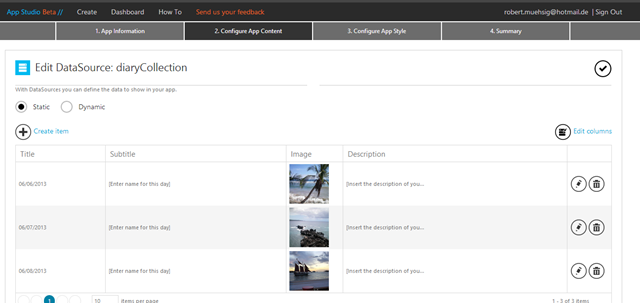 App Studio Beta // Create Dashboard How To Send us your feedback robert.muehsig@hotmail.de | Sign Out
1. App Information 2. Configure App Content 3. Configure App Style 4. Summary
Edit DataSource: diaryCollection
With DataSources you can define the data to show in your app.
Static Dynamic
Create item Edit columns
Title Subtitle Image Description
06/06/2013 [Enter name for this day] [Insert the description of you...
06/07/2013 [Enter name for this day] [Insert the description of you...
06/08/2013 [Enter name for this day] [Insert the description of you...
1 10 items per page 1 - 3 of 3 items